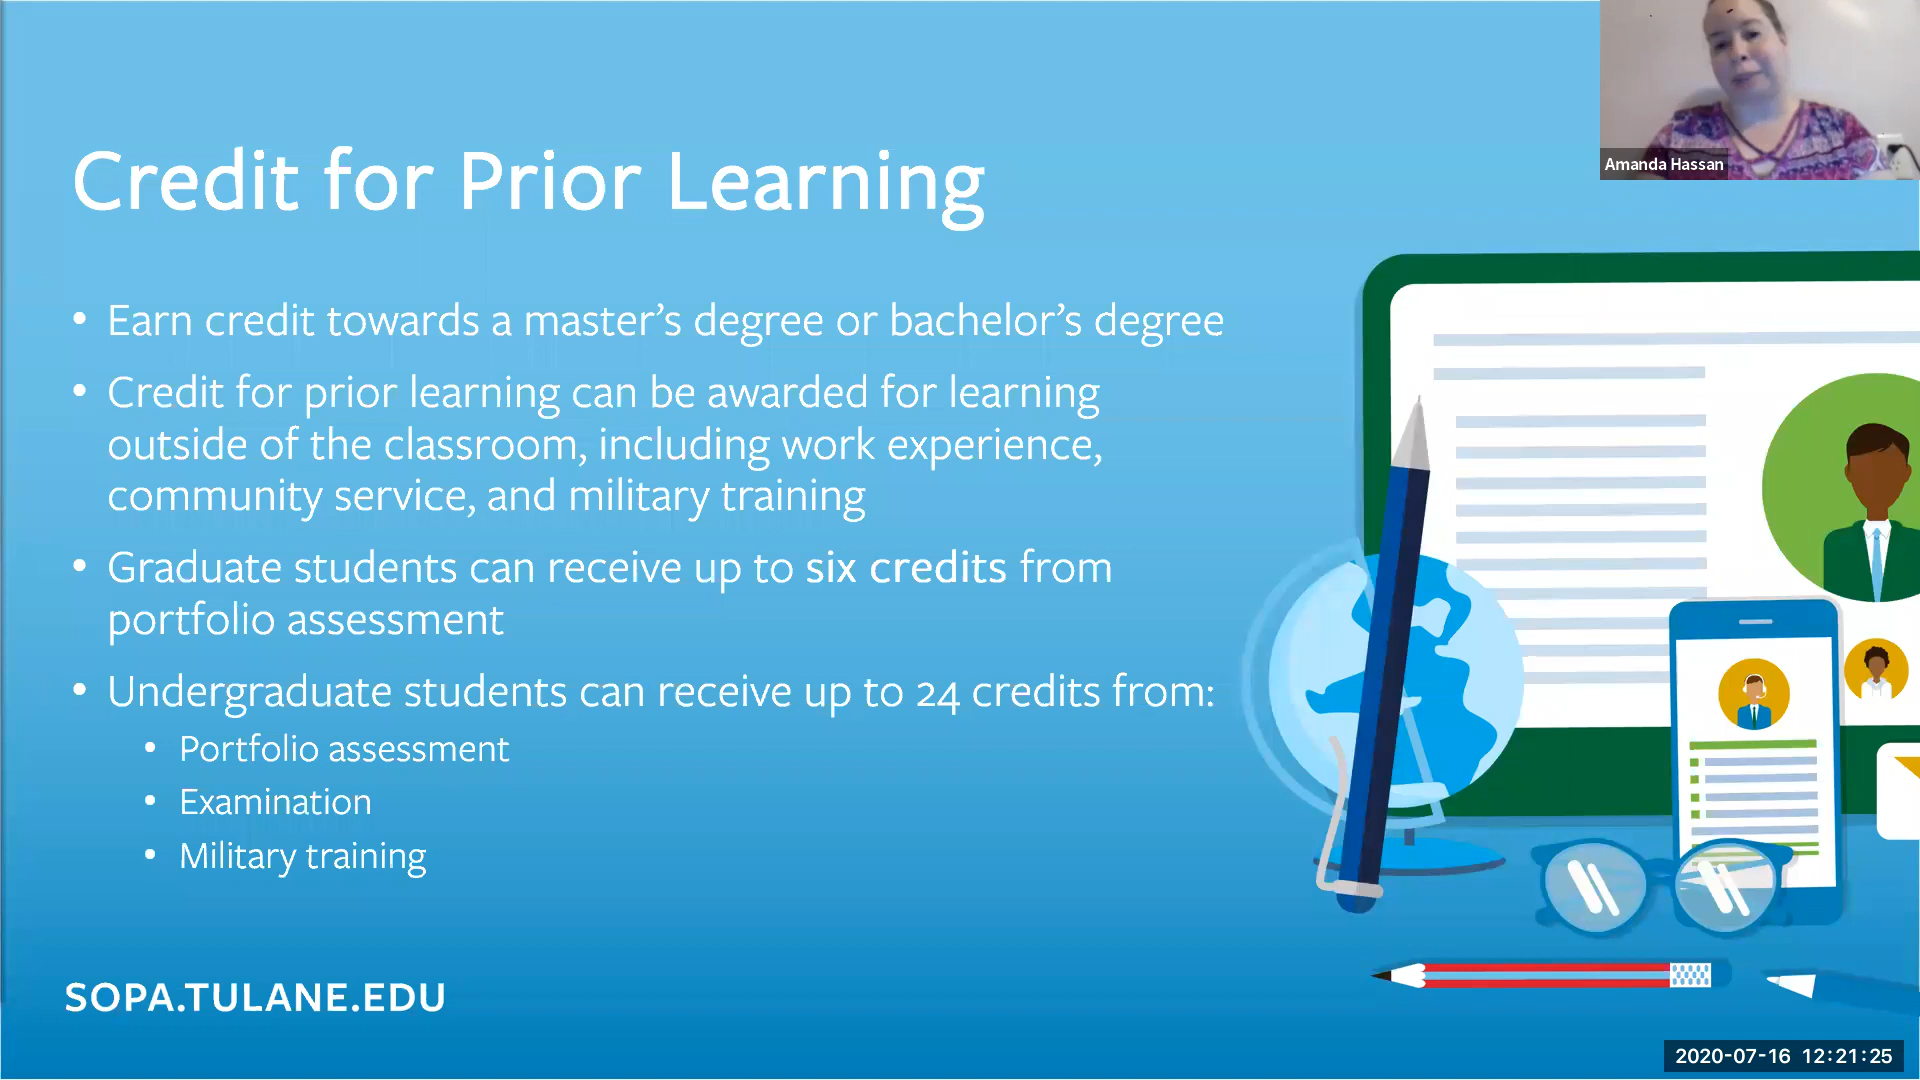 Credit for Prior Learning
• Earn credit towards a master’s degree or bachelor’s degree
• Credit for prior learning can be awarded for learning
outside of the classroom, including work experience,
community service, and military training
• Graduate students can receive up to six credits from
portfolio assessment
• Undergraduate students can receive up to 24 credits from:
• Portfolio assessment
• Examination
• Military training
SOPA.TULANE.EDU
Amanda Hassan
2020-07-16 12:21:25